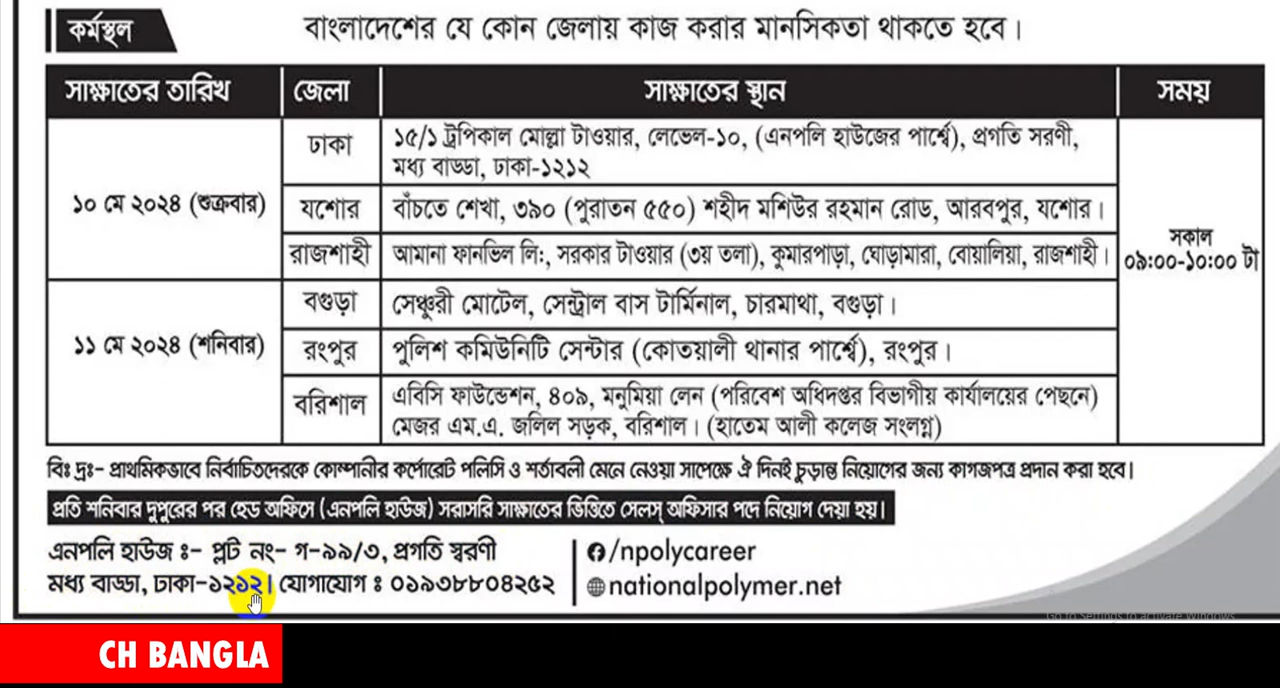 কর্মস্থল
বাংলাদেশের যে কোন জেলায় কাজ করার মানসিকতা থাকতে হবে।
সাক্ষাতের তারিখ জেলা সাক্ষাতের স্থান সময়
ঢাকা
১৫/১ ট্রপিকাল মোল্লা টাওয়ার, লেভেল-১০, (এনপলি হাউজের পার্শ্বে), প্রগতি সরণী,
মধ্য বাড্ডা, ঢাকা-১২১২
১০ মে ২০২৪ (শুক্রবার)
যশোর
বাঁচতে শেখা, ৩৯০ (পুরাতন ৫৫০) শহীদ মশিউর রহমান রোড, আরবপুর, যশোর।
রাজশাহী
আমানা ফানভিল লি:, সরকার টাওয়ার (৩য় তলা), কুমারপাড়া, ঘোড়ামারা, বোয়ালিয়া, রাজশাহী।
সকাল
০৯:০০-১০:০০ টা
বগুড়া
সেঞ্চুরী মোটেল, সেন্ট্রাল বাস টার্মিনাল, চারমাথা, বগুড়া।
১১ মে ২০২৪ (শনিবার)
রংপুর
পুলিশ কমিউনিটি সেন্টার (কোতয়ালী থানার পার্শ্বে), রংপুর।
বরিশাল
এবিসি ফাউন্ডেশন, ৪০৯, মনুমিয়া লেন (পরিবেশ অধিদপ্তর বিভাগীয় কার্যালয়ের পেছনে)
মেজর এম.এ. জলিল সড়ক, বরিশাল। (হাতেম আলী কলেজ সংলগ্ন)
বিঃ দ্রঃ- প্রাথমিকভাবে নির্বাচিতদেরকে কোম্পানীর কর্পোরেট পলিসি ও শর্তাবলী মেনে নেওয়া সাপেক্ষে ঐ দিনই চুড়ান্ত নিয়োগের জন্য কাগজপত্র প্রদান করা হবে।
প্রতি শনিবার দুপুরের পর হেড অফিসে (এনপলি হাউজ) সরাসরি সাক্ষাতের ভিত্তিতে সেলস্ অফিসার পদে নিয়োগ দেয়া হয়।
এনপলি হাউজ ঃ- প্লট নং- গ-৯৯/৩, প্রগতি স্বরণী
মধ্য বাড্ডা, ঢাকা-১২১২। যোগাযোগ ঃ ০১৯৩৮৮০৪২৫২
/npolycareer
nationalpolymer.net
Go to Settings to activate Windows.
CH BANGLA